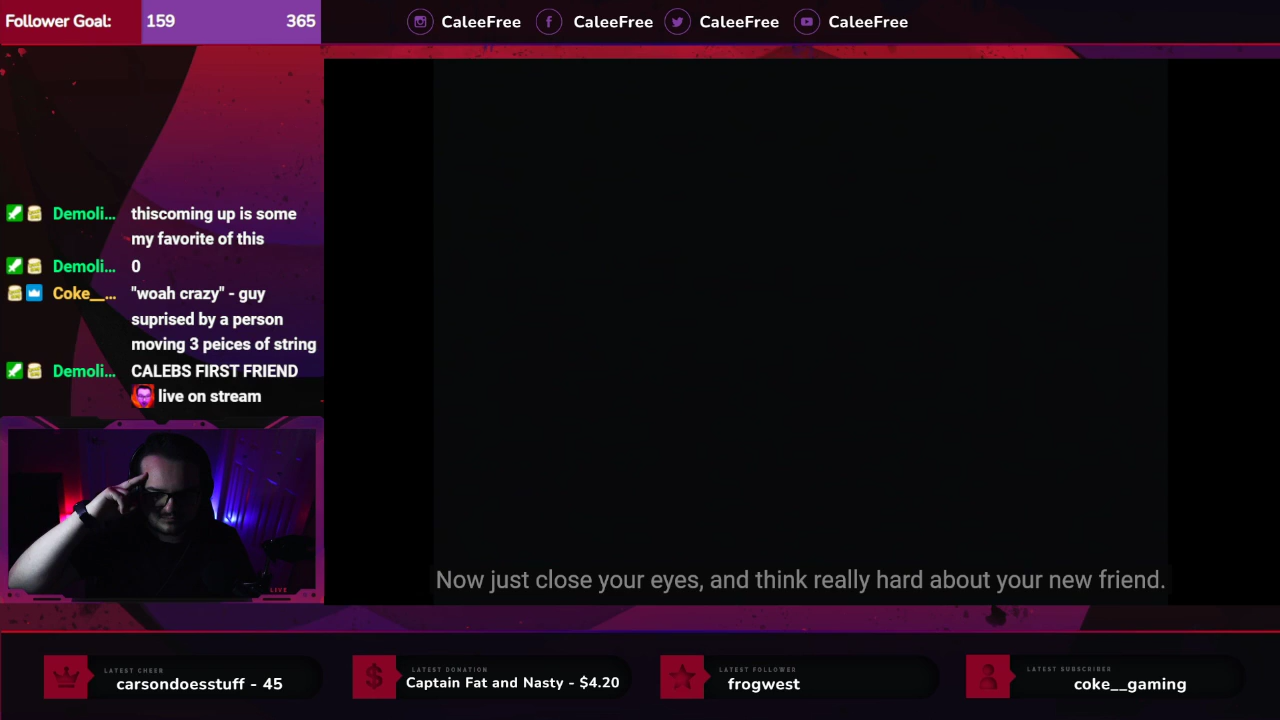 Follower Goal: 159 365
CaleeFree CaleeFree CaleeFree CaleeFree
Demoli... thiscoming up is some
my favorite of this
Demoli... 0
Coke__... "woah crazy" - guy
suprised by a person
moving 3 peices of string
Demoli... CALEBS FIRST FRIEND
live on stream
LIVE
Now just close your eyes, and think really hard about your new friend.
LATEST CHEER
carsondoesstuff - 45
LATEST DONATION
Captain Fat and Nasty - $4.20
LATEST FOLLOWER
frogwest
LATEST SUBSCRIBER
coke__gaming